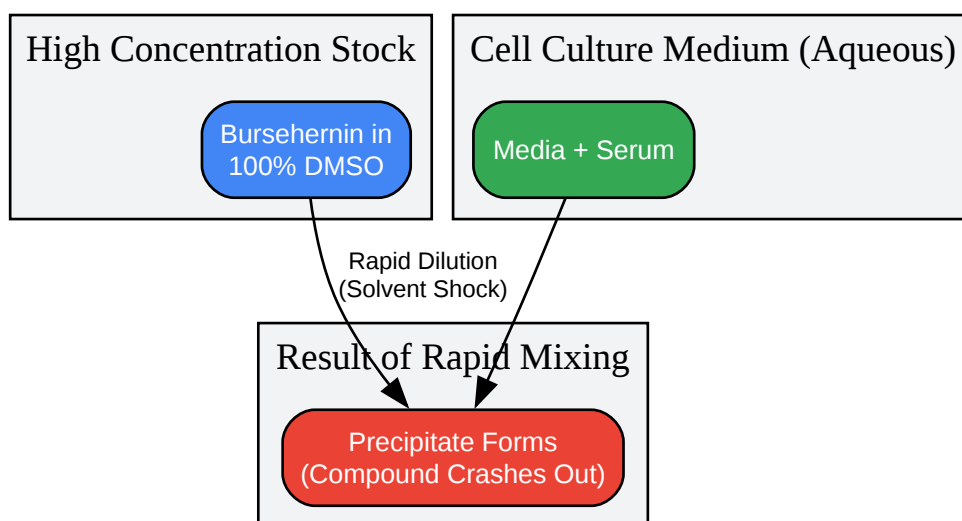 High Concentration Stock
Cell Culture Medium (Aqueous)
Bursehernin in
100% DMSO
Media + Serum
Rapid Dilution
(Solvent Shock)
Result of Rapid Mixing
Precipitate Forms
(Compound Crashes Out)